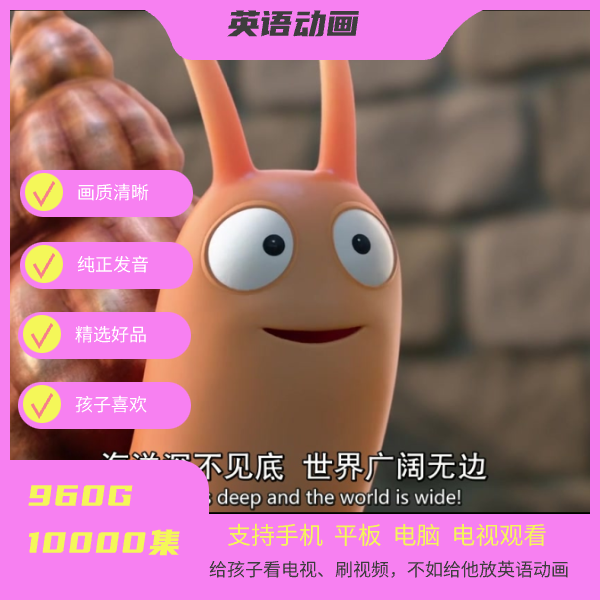 英语动画
画质清晰
纯正发音
精选好品
孩子喜欢
不见底 世界广阔无边
deep and the world is wide!
960G
10000集
支持手机 平板 电脑 电视观看
给孩子看电视、刷视频，不如给他放英语动画